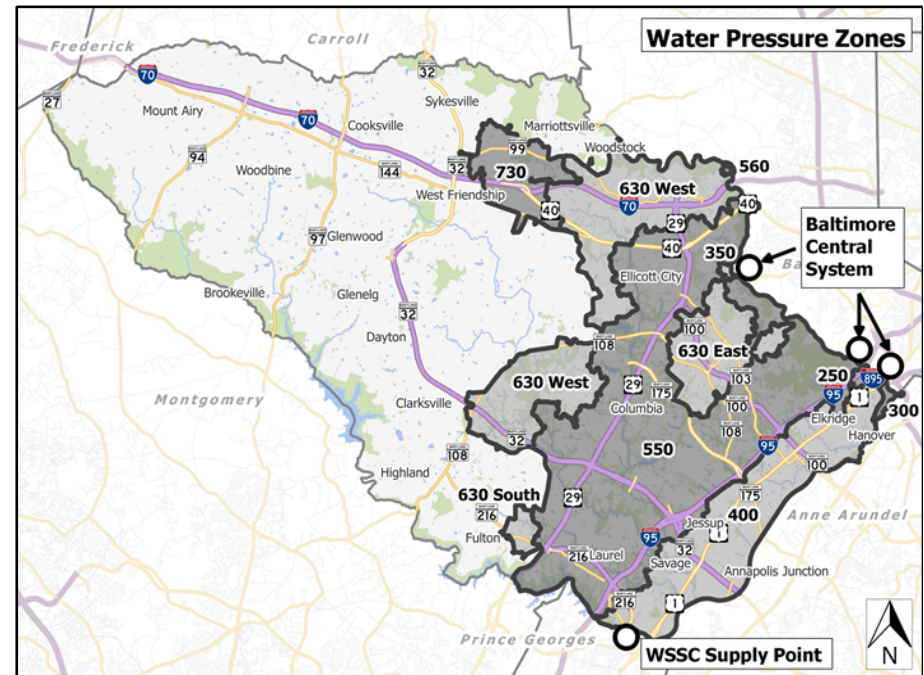 Water Pressure Zones
Frederick
Carroll
70
32
27
Mount Airy
Sykesville
70
Cooksville
Marriottsville
94
99
Woodstock
Woodbine
144
32
730
560
West Friendship
630 West
70
40
40
Baltimore
Central
System
97
Glenwood
29
40
350
Ellicott City
Brookeville
Glenelg
32
100
Dayton
108
630 East
630 West
29
175
103
250
895
95
1
300
Clarksville
Columbia
100
Elkridge
Montgomery
108
Hanover
32
95
108
550
100
Highland
630 South
175
29
400
Anne Arundel
216
Jessup
1
Fulton
95
216
Laurel
32
Savage
Annapolis Junction
216
1
Prince Georges
WSSC Supply Point
N